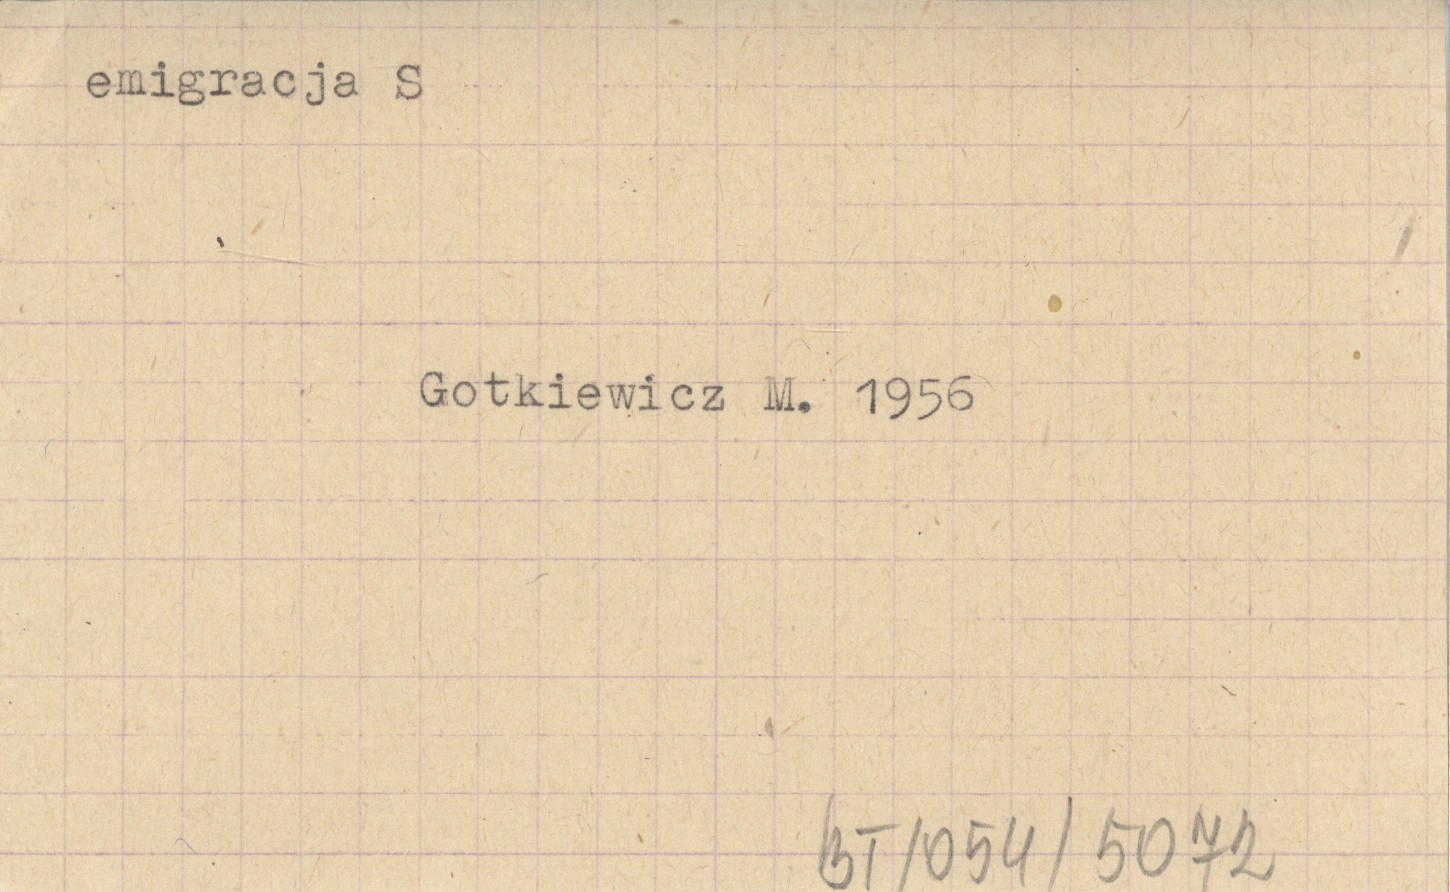 emigracja S
Gotkiewicz M. 1956
BT/054/5072